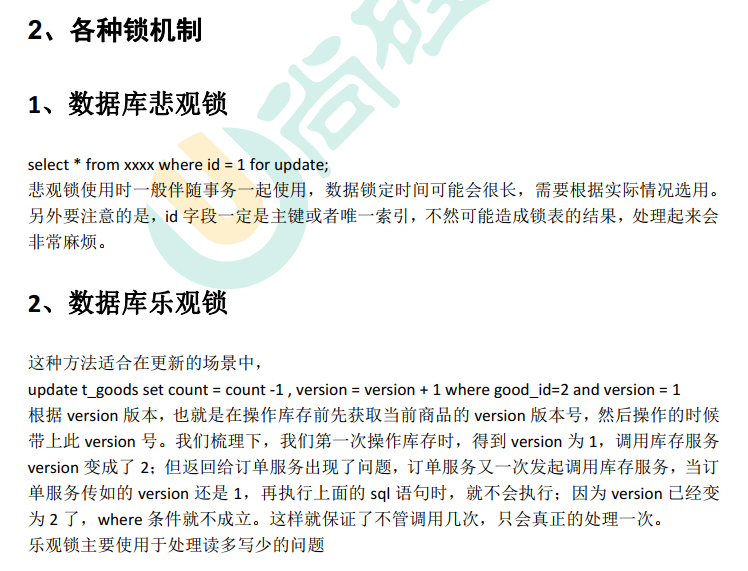 2、各种锁机制
1、数据库悲观锁
select * from xxxx where id = 1 for update;
悲观锁使用时一般伴随事务一起使用，数据锁定时间可能会很长，需要根据实际情况选用。
另外要注意的是，id 字段一定是主键或者唯一索引，不然可能造成锁表的结果，处理起来会
非常麻烦。
2、数据库乐观锁
这种方法适合在更新的场景中，
update t_goods set count = count -1 , version = version + 1 where good_id=2 and version = 1
根据 version 版本，也就是在操作库存前先获取当前商品的 version 版本号，然后操作的时候
带上此 version 号。我们梳理下，我们第一次操作库存时，得到 version 为 1，调用库存服务
version 变成了 2；但返回给订单服务出现了问题，订单服务又一次发起调用库存服务，当订
单服务传如的 version 还是 1，再执行上面的 sql 语句时，就不会执行；因为 version 已经变
为 2 了，where 条件就不成立。这样就保证了不管调用几次，只会真正的处理一次。
乐观锁主要使用于处理读多写少的问题
尚